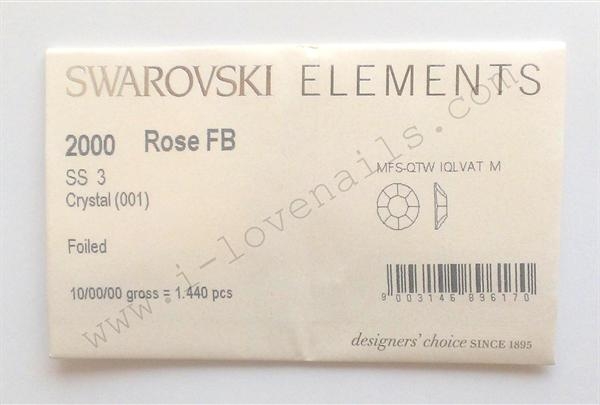 SWAROVSKI ELEMENTS
2000 Rose FB
SS 3
Crystal (001)
MFS-QTW IQLVAT M
Foiled
10/00/00 gross = 1.440 pcs
9 003146 896170
designers' choice SINCE 1895
www.i-lovenails.com